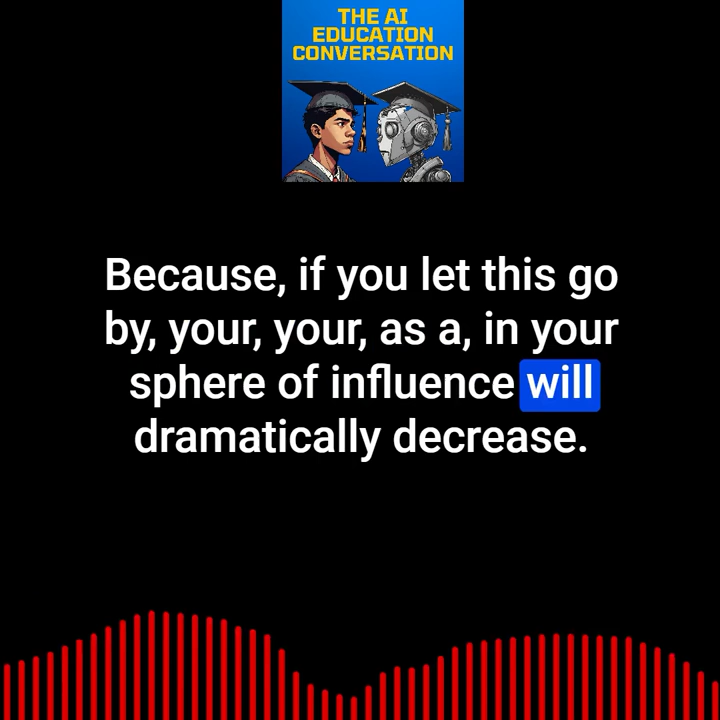 THE AI
EDUCATION
CONVERSATION
Because, if you let this go
by, your, your, as a, in your
sphere of influence will
dramatically decrease.